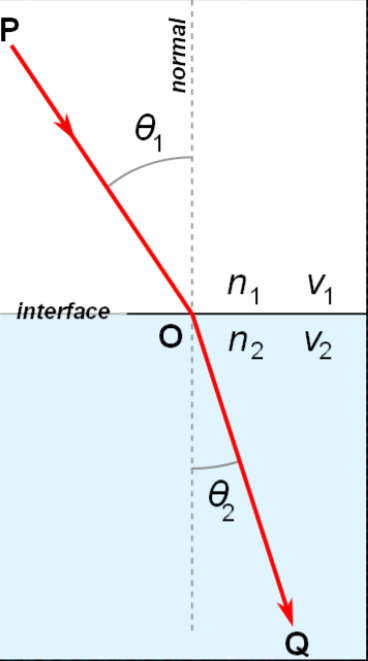 P
normal
θ1
n1 v1
interface
O
n2 v2
θ2
Q